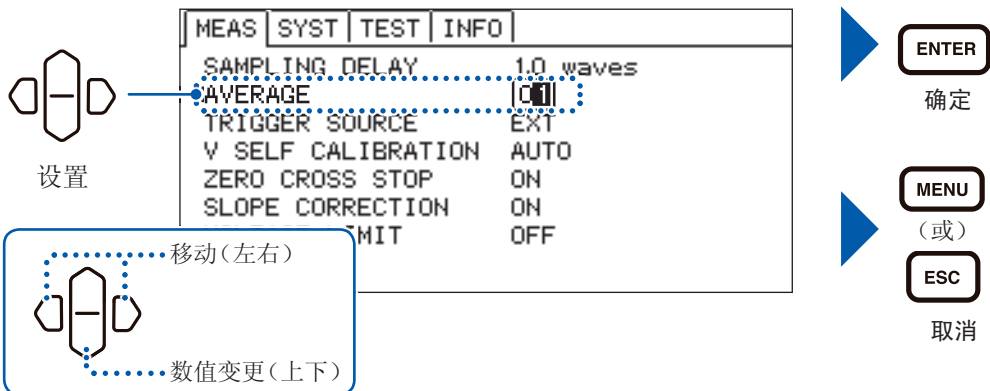 MEAS SYST TEST INFO
SAMPLING DELAY 1.0 waves
AVERAGE 01
TRIGGER SOURCE EXT
V SELF CALIBRATION AUTO
ZERO CROSS STOP ON
SLOPE CORRECTION ON
MIT OFF
设置
移动(左右)
数值变更(上下)
ENTER
确定
MENU
(或)
ESC
取消